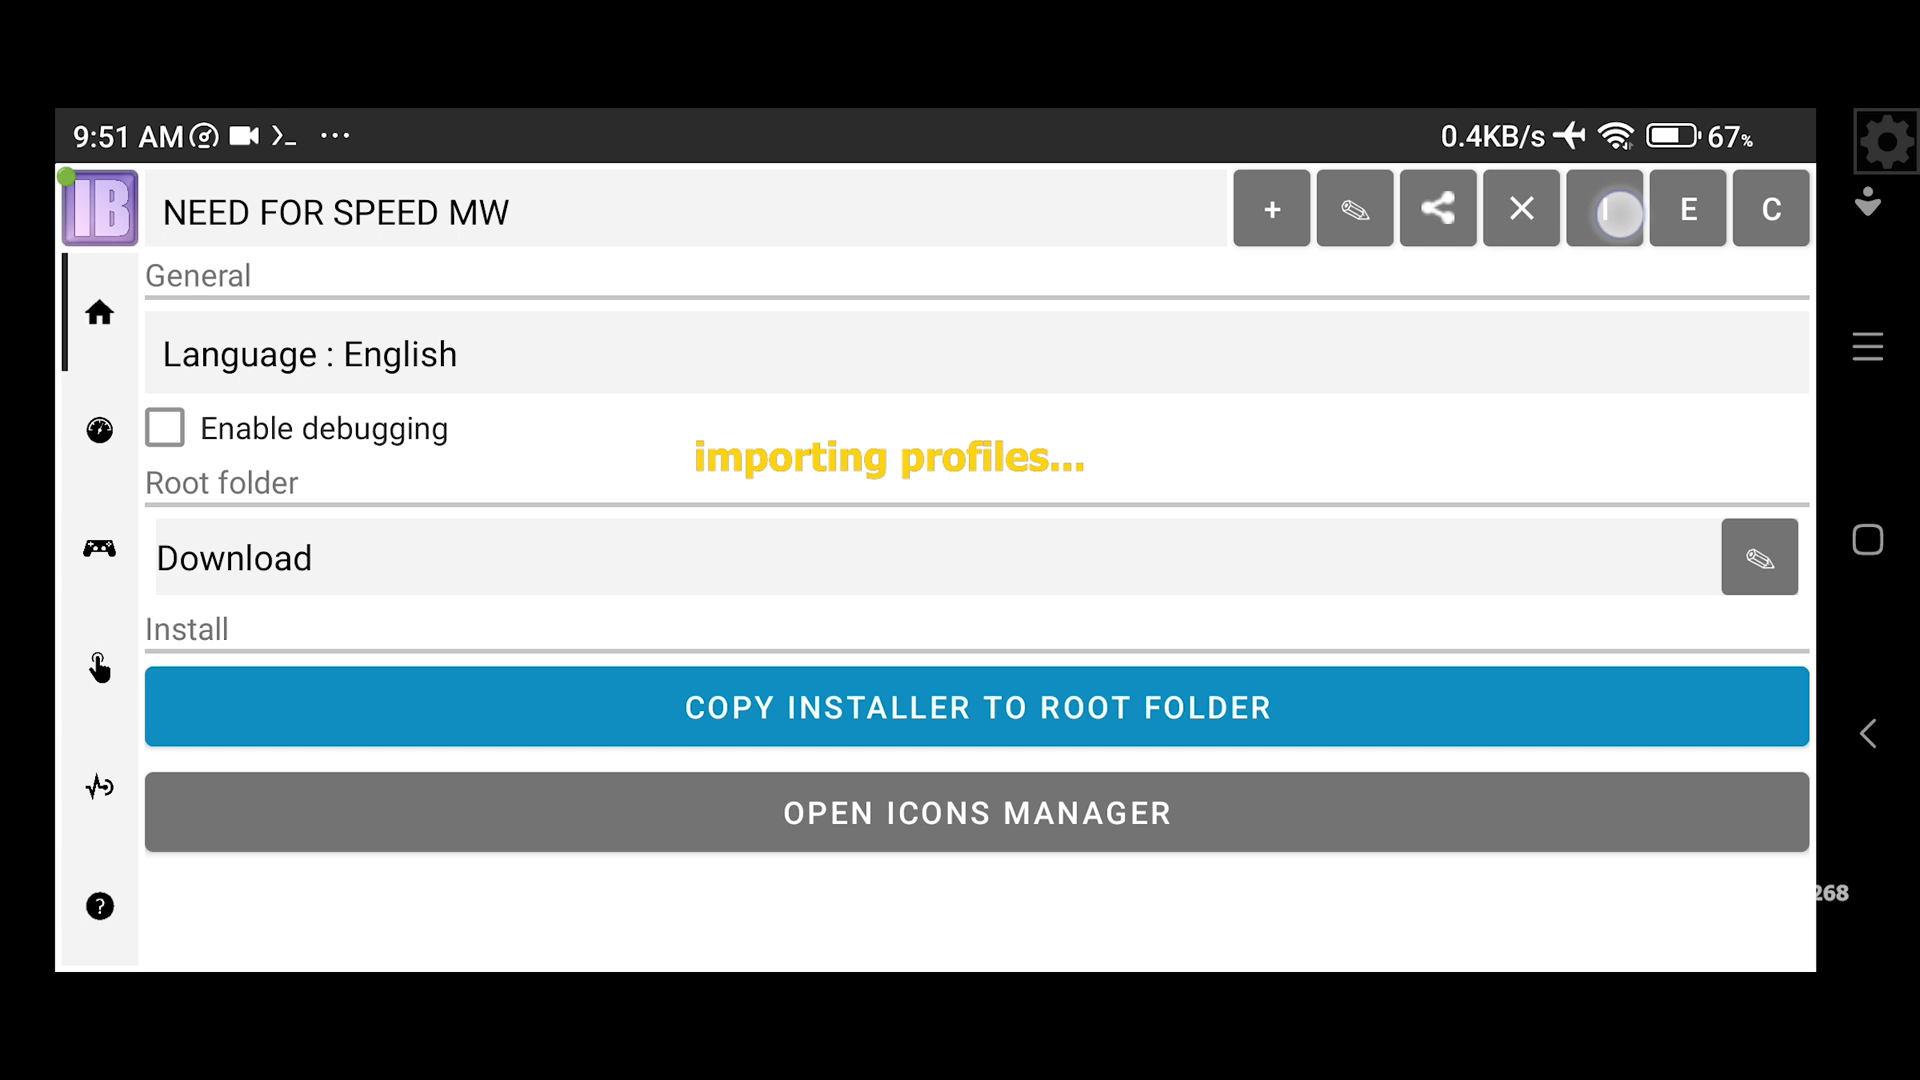 9:51 AM
0.4KB/s 67%
IB
NEED FOR SPEED MW
+ I E C
General
Language : English
Enable debugging
importing profiles...
Root folder
Download
Install
COPY INSTALLER TO ROOT FOLDER
OPEN ICONS MANAGER
268